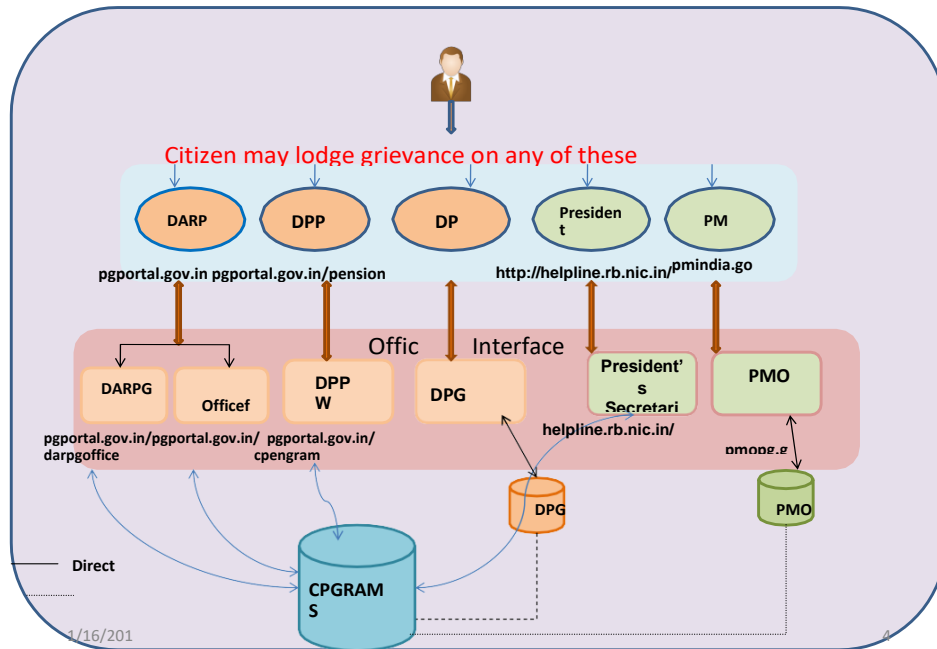 Citizen may lodge grievance on any of these
DARP
DPP
DP
Presiden
t
PM
pgportal.gov.in pgportal.gov.in/pension
http://helpline.rb.nic.in/
pmindia.go
Offic Interface
DARPG
Officef
DPP
W
DPG
President's
Secretari
PMO
pgportal.gov.in/
darpgoffice
pgportal.gov.in/
pgportal.gov.in/
cpengram
helpline.rb.nic.in/
pmopg.g
DPG
PMO
Direct
CPGRAM
S
1/16/201
4